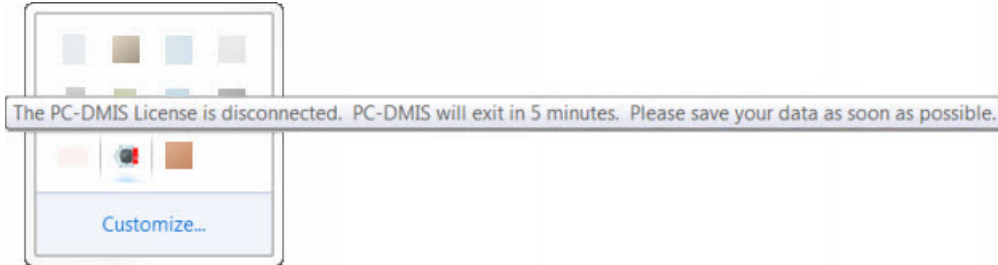 The PC-DMIS License is disconnected.  PC-DMIS will exit in 5 minutes.  Please save your data as soon as possible.
Customize...